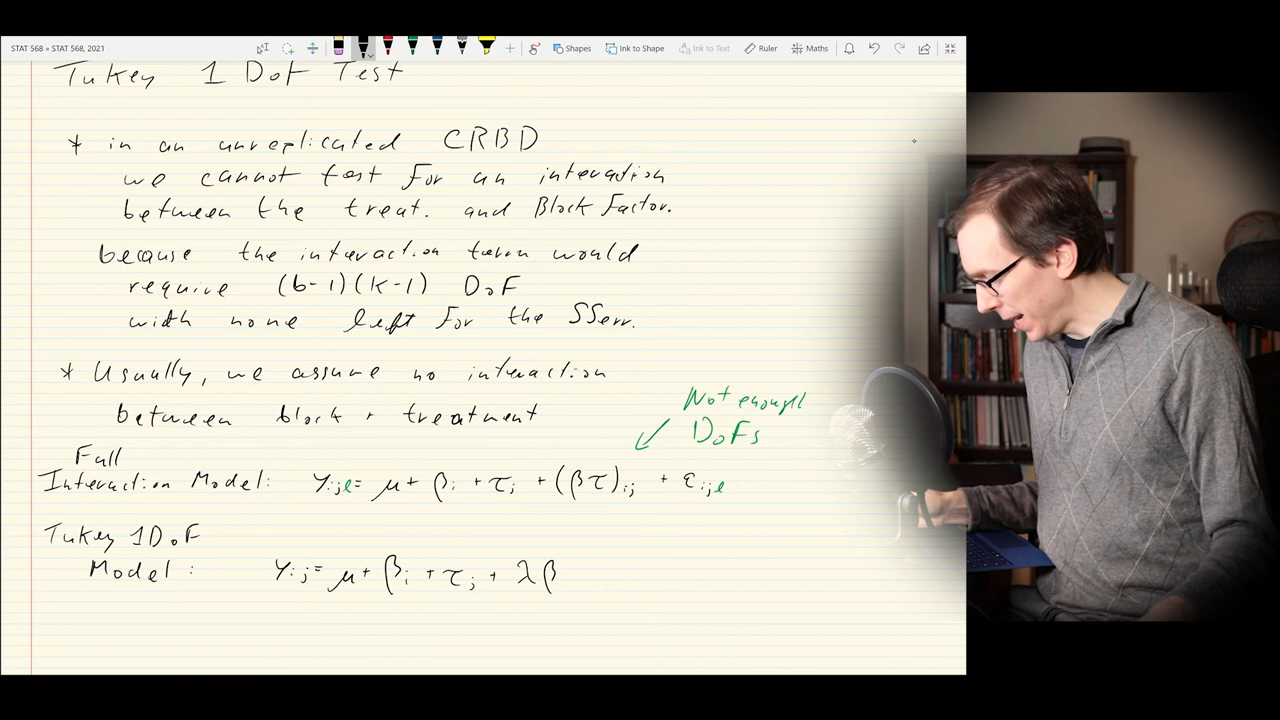 STAT 568 » STAT 568, 2021
Shapes
Ink to Shape
Ink to Text
Ruler
Maths
Tukey 1 DoF Test
* in an unreplicated CRBD
we cannot test for an interaction
between the treat. and Block Factor.
because the interaction term would
require (b-1)(k-1) DoF
with none left for the SSerr.
* Usually, we assume no interaction
between block + treatment
Not enough
DoFs
Full
Interaction Model: Yijl = μ + βi + τj + (βτ)ij + εijl
Tukey 1 DoF
Model: Yij = μ + βi + τj + λβ